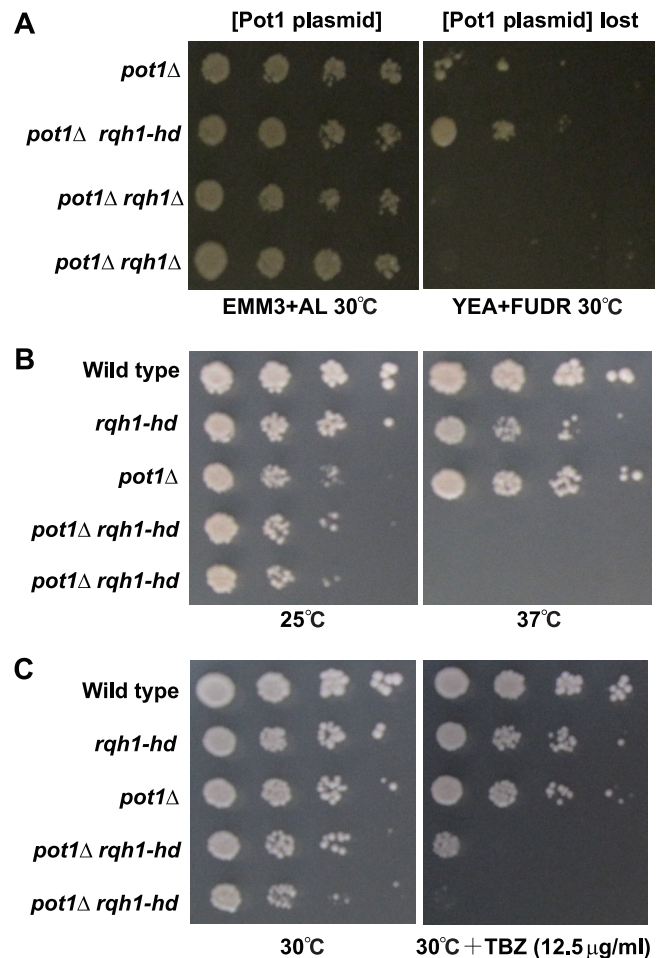 A
[Pot1 plasmid] [Pot1 plasmid] lost
pot1Δ
pot1Δ rqh1-hd
pot1Δ rqh1Δ
pot1Δ rqh1Δ
EMM3+AL 30℃ YEA+FUDR 30℃
B
Wild type
rqh1-hd
pot1Δ
pot1Δ rqh1-hd
pot1Δ rqh1-hd
25℃ 37℃
C
Wild type
rqh1-hd
pot1Δ
pot1Δ rqh1-hd
pot1Δ rqh1-hd
30℃ 30℃+TBZ (12.5 μg/ml)